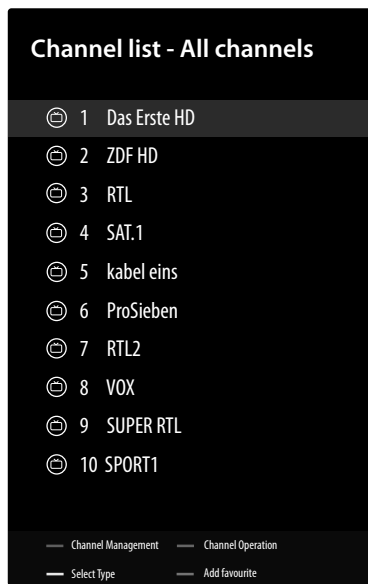 Channel list - All channels
1 Das Erste HD
2 ZDF HD
3 RTL
4 SAT.1
5 kabel eins
6 ProSieben
7 RTL2
8 VOX
9 SUPER RTL
10 SPORT1
Channel Management Channel Operation
Select Type Add favourite